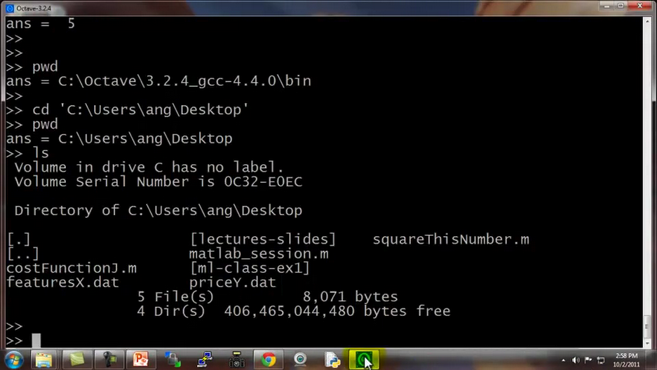 Octave-3.2.4
ans =  5
>>
>>
>> pwd
ans = C:\Octave\3.2.4_gcc-4.4.0\bin
>>
>> cd 'C:\Users\ang\Desktop'
>> pwd
ans = C:\Users\ang\Desktop
>> ls
Volume in drive C has no label.
Volume Serial Number is 0C32-E0EC
Directory of C:\Users\ang\Desktop
[.] [lectures-slides] squareThisNumber.m
[..] matlab_session.m
costFunctionJ.m [ml-class-ex1]
featuresX.dat priceY.dat
5 File(s) 8,071 bytes
4 Dir(s) 406,465,044,480 bytes free
>>
>>
2:58 PM
10/2/2011